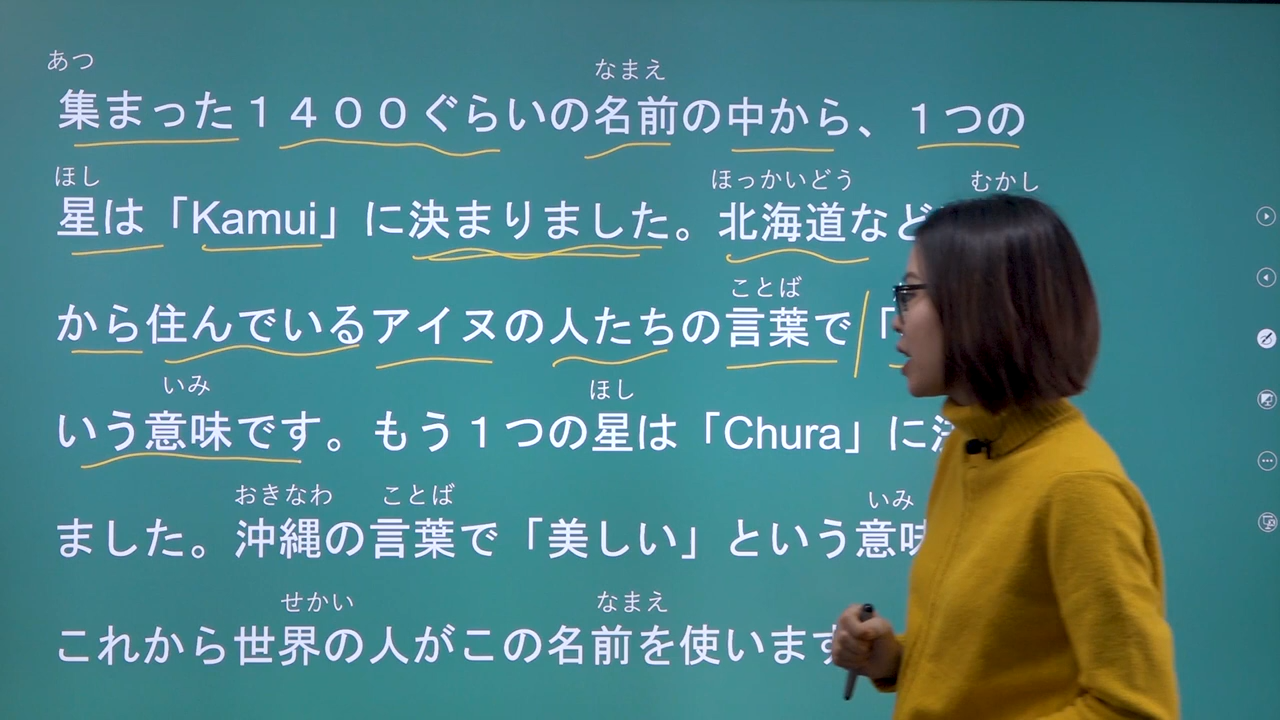 あつ
なまえ
集まった１４００ぐらいの名前の中から、１つの
ほし
ほっかいどう
むかし
星は「Kamui」に決まりました。北海道など
ことば
から住んでいるアイヌの人たちの言葉で「
いみ
ほし
いう意味です。もう１つの星は「Chura」に
おきなわ
ことば
いみ
ました。沖縄の言葉で「美しい」という意味
せかい
なまえ
これから世界の人がこの名前を使います